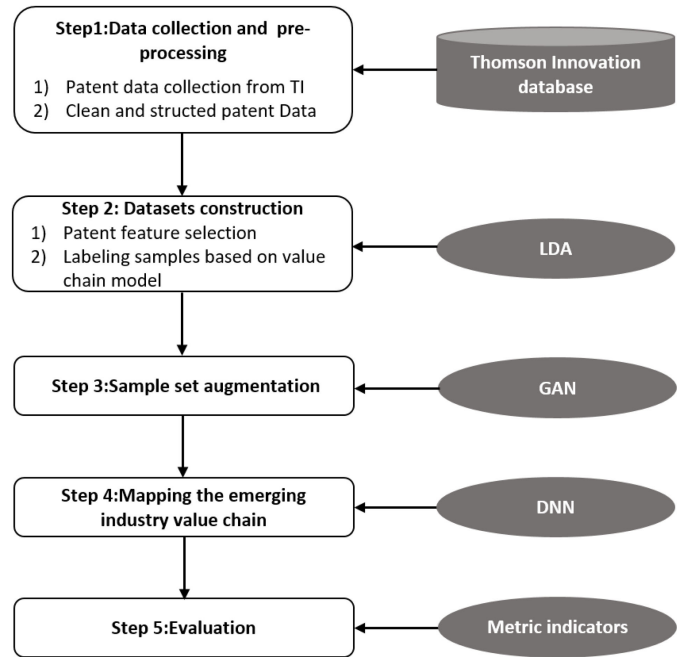 Step1:Data collection and pre-
processing
1) Patent data collection from TI
2) Clean and structed patent Data
Thomson Innovation
database
Step 2: Datasets construction
1) Patent feature selection
2) Labeling samples based on value
chain model
LDA
Step 3:Sample set augmentation
GAN
Step 4:Mapping the emerging
industry value chain
DNN
Step 5:Evaluation
Metric indicators